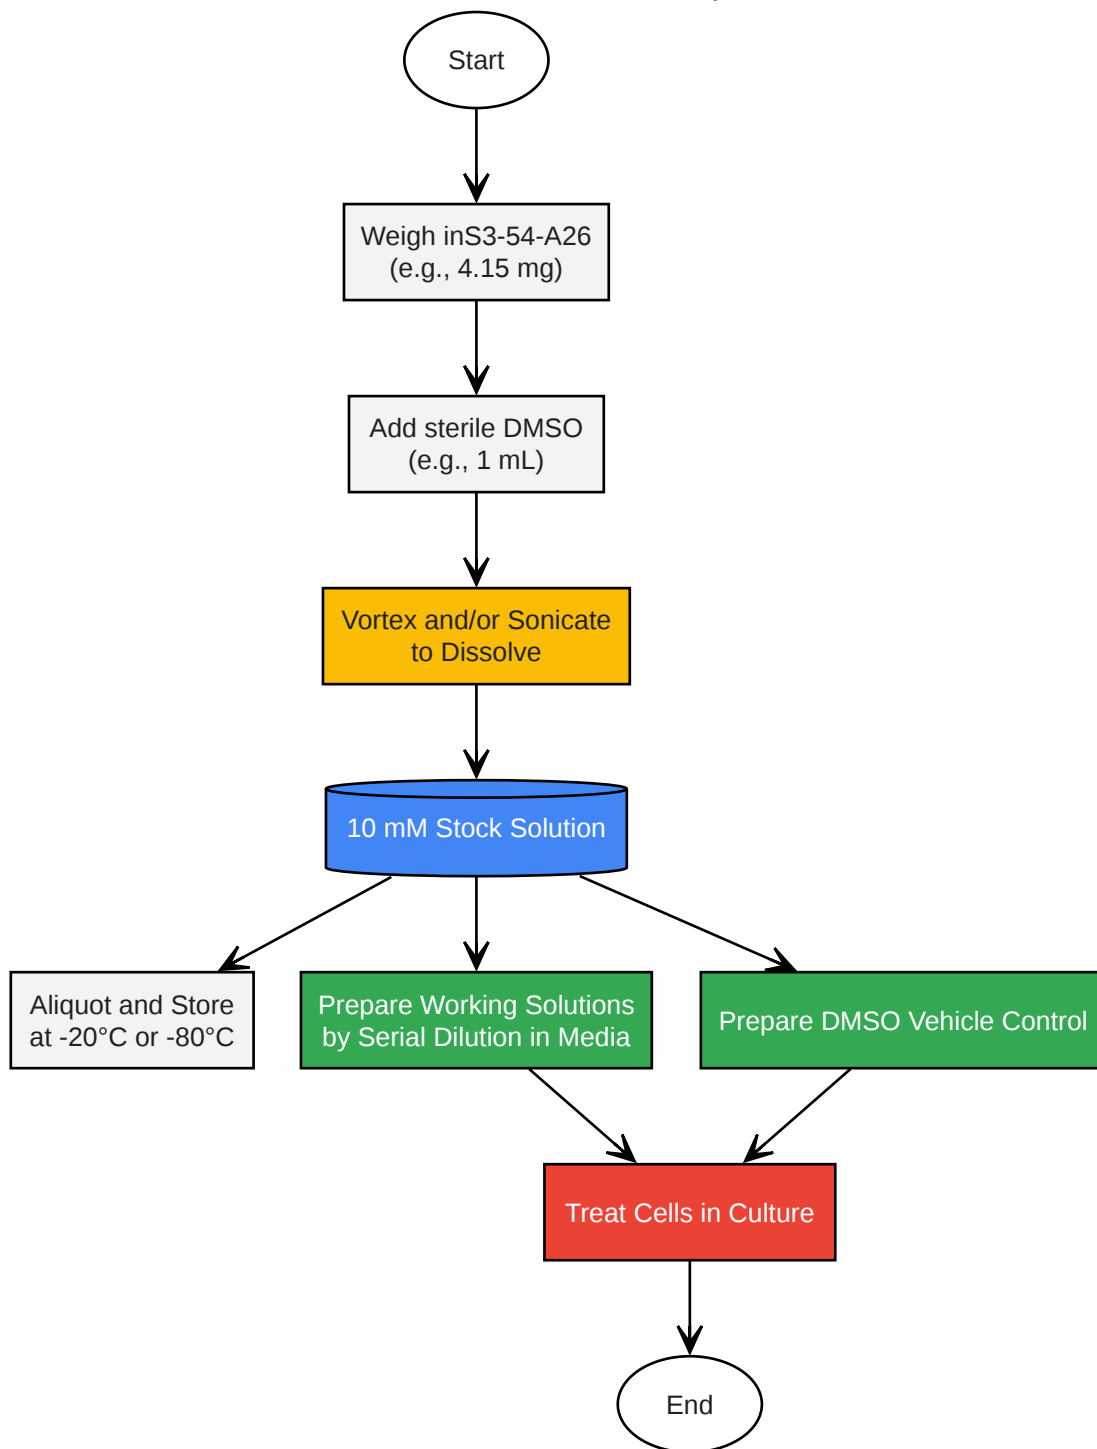 Start
Weigh inS3-54-A26
(e.g., 4.15 mg)
Add sterile DMSO
(e.g., 1 mL)
Vortex and/or Sonicate
to Dissolve
10 mM Stock Solution
Aliquot and Store
at -20°C or -80°C
Prepare Working Solutions
by Serial Dilution in Media
Prepare DMSO Vehicle Control
Treat Cells in Culture
End